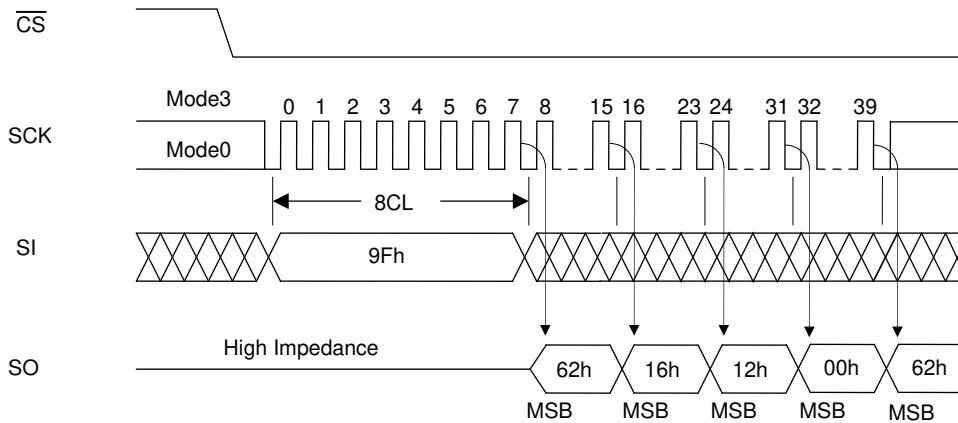 CS
Mode3
0 1 2 3 4 5 6 7 8 15 16 23 24 31 32 39
SCK
Mode0
8CL
SI
9Fh
High Impedance
SO
62h 16h 12h 00h 62h
MSB MSB MSB MSB MSB